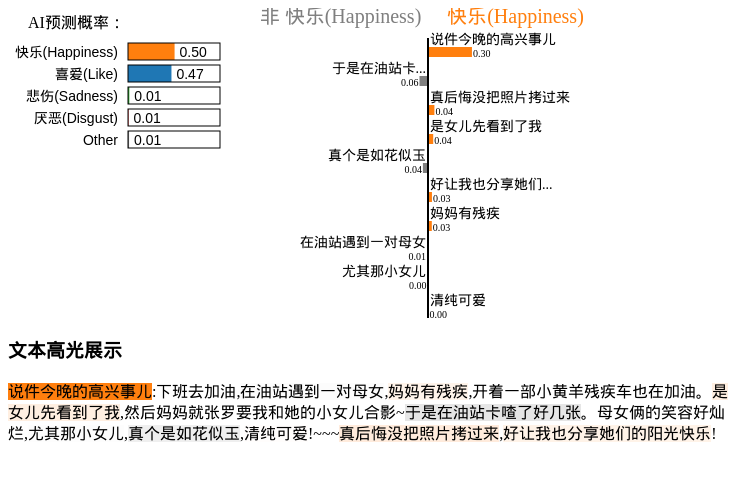 AI预测概率：
快乐(Happiness) 0.50
喜爱(Like) 0.47
悲伤(Sadness) 0.01
厌恶(Disgust) 0.01
Other 0.01
非 快乐(Happiness) 快乐(Happiness)
说件今晚的高兴事儿
0.30
于是在油站卡...
0.06
真后悔没把照片拷过来
0.04
是女儿先看到了我
0.04
真个是如花似玉
0.04
好让我也分享她们...
0.03
妈妈有残疾
0.03
在油站遇到一对母女
0.01
尤其那小女儿
0.00
清纯可爱
0.00
文本高光展示
说件今晚的高兴事儿:下班去加油,在油站遇到一对母女,妈妈有残疾,开着一部小黄羊残疾车也在加油。是
女儿先看到了我,然后妈妈就张罗要我和她的小女儿合影~于是在油站卡喳了好几张。母女俩的笑容好灿
烂,尤其那小女儿,真个是如花似玉,清纯可爱!~~~真后悔没把照片拷过来,好让我也分享她们的阳光快乐!